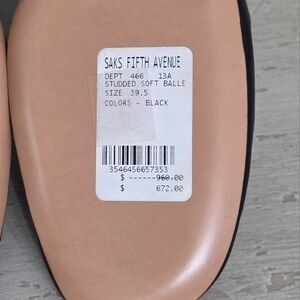 SAKS FIFTH AVENUE
DEPT 466 13A
STUDDED SOFT BALLE
SIZE 39.5
COLORS - BLACK
3546456657353
$ ------960.00
$ 672.00